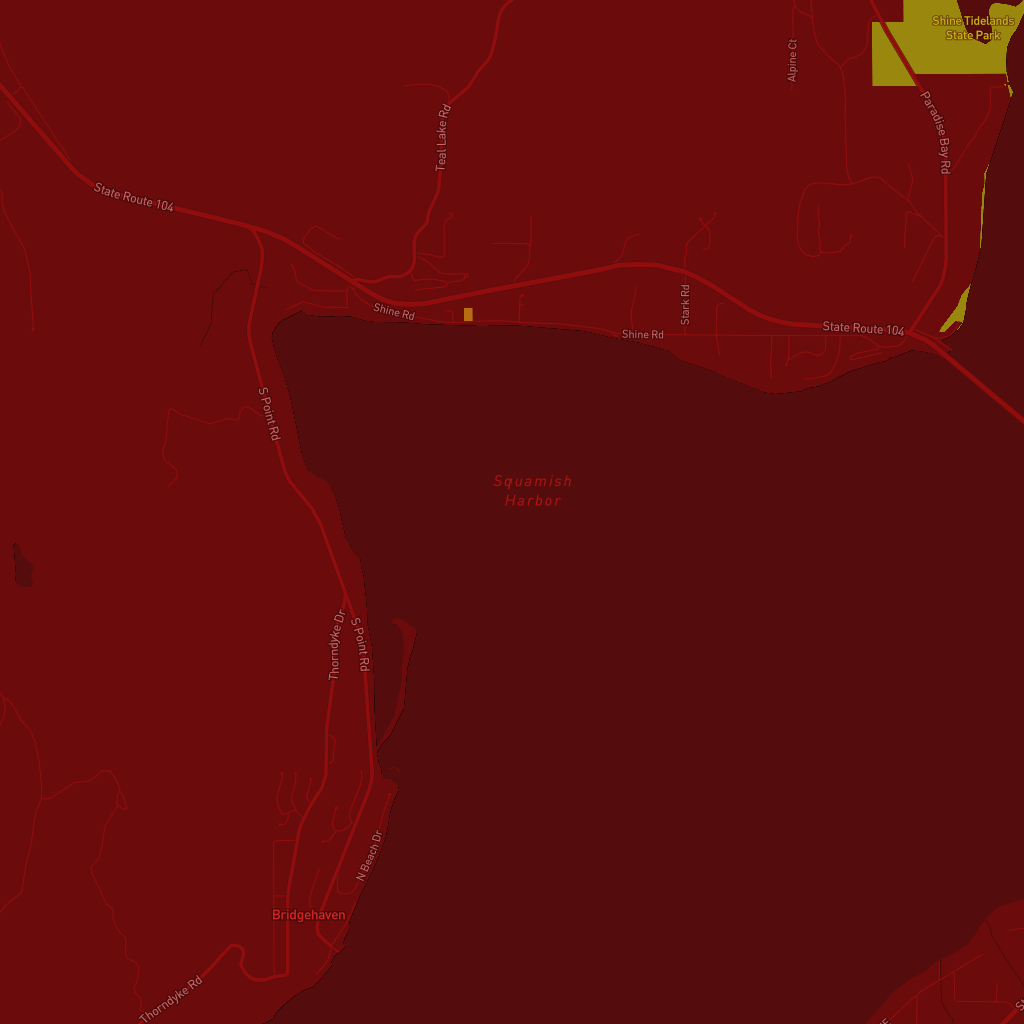 Shine Tidelands
State Park
Alpine Ct
Teal Lake Rd
Paradise Bay Rd
State Route 104
Shine Rd
Stark Rd
Shine Rd
State Route 104
S Point Rd
Squamish
Harbor
Thorndyke Dr
S Point Rd
N Beach Dr
Bridgehaven
Thorndyke Rd